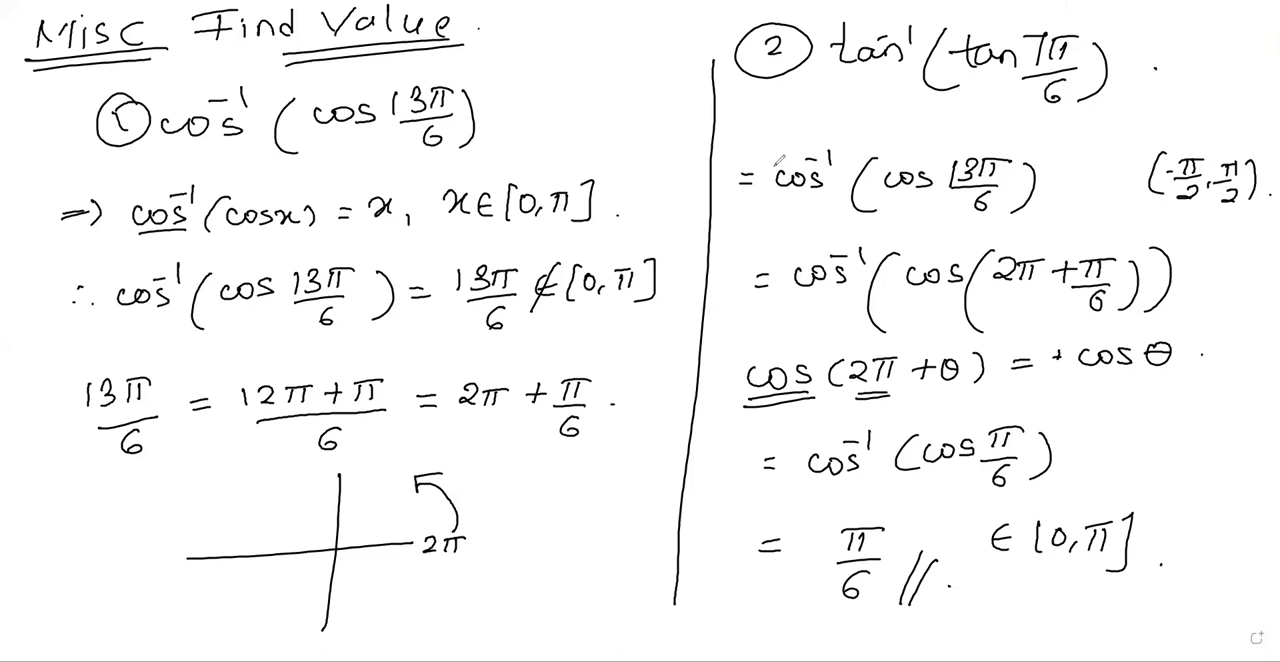 Misc Find Value.
① cos⁻¹ (cos 13π/6)
=> cos⁻¹(cosx) = x, x∈[0,π].
∴ cos⁻¹(cos 13π/6) = 13π/6 ∉ [0,π]
13π/6 = 12π+π/6 = 2π + π/6.
2π
② tan⁻¹(tan 7π/6).
= cos⁻¹ (cos 13π/6) (-π/2, π/2).
= cos⁻¹(cos(2π+π/6))
cos (2π+θ) = + cosθ.
= cos⁻¹ (cos π/6)
= π/6 //. ∈ [0,π].